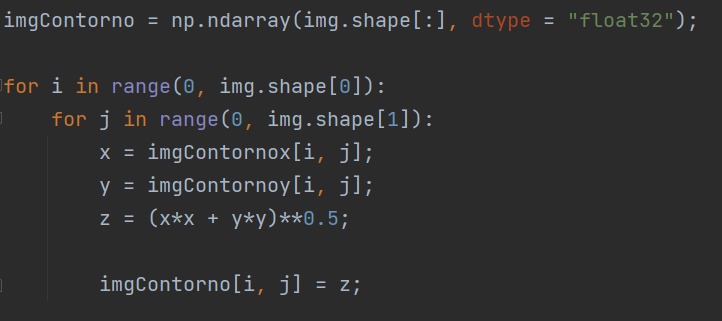 imgContorno = np.ndarray(img.shape[:], dtype = "float32");
for i in range(0, img.shape[0]):
for j in range(0, img.shape[1]):
x = imgContornox[i, j];
y = imgContornoy[i, j];
z = (x*x + y*y)**0.5;
imgContorno[i, j] = z;